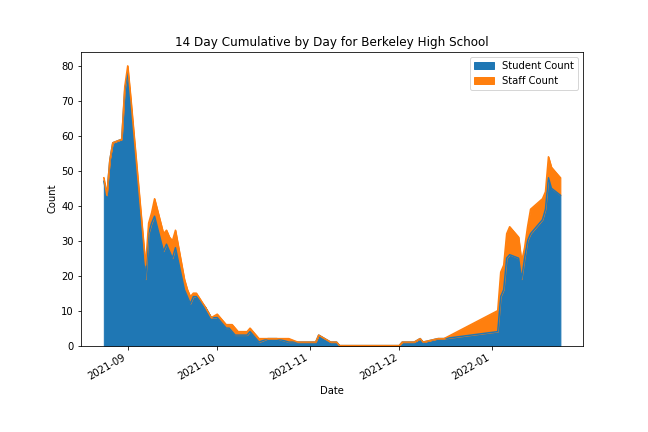 14 Day Cumulative by Day for Berkeley High School
Student Count
Staff Count
Count
80
70
60
50
40
30
20
10
0
2021-09
2021-10
2021-11
2021-12
2022-01
Date